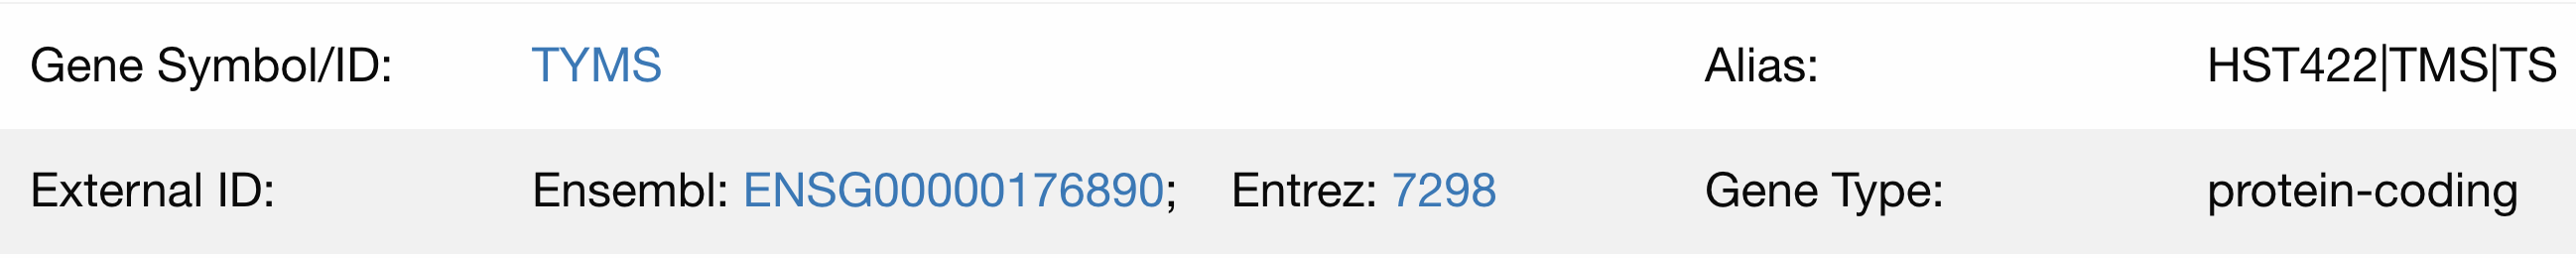 Gene Symbol/ID: TYMS Alias: HST422|TMS|TS
External ID: Ensembl: ENSG00000176890; Entrez: 7298 Gene Type: protein-coding